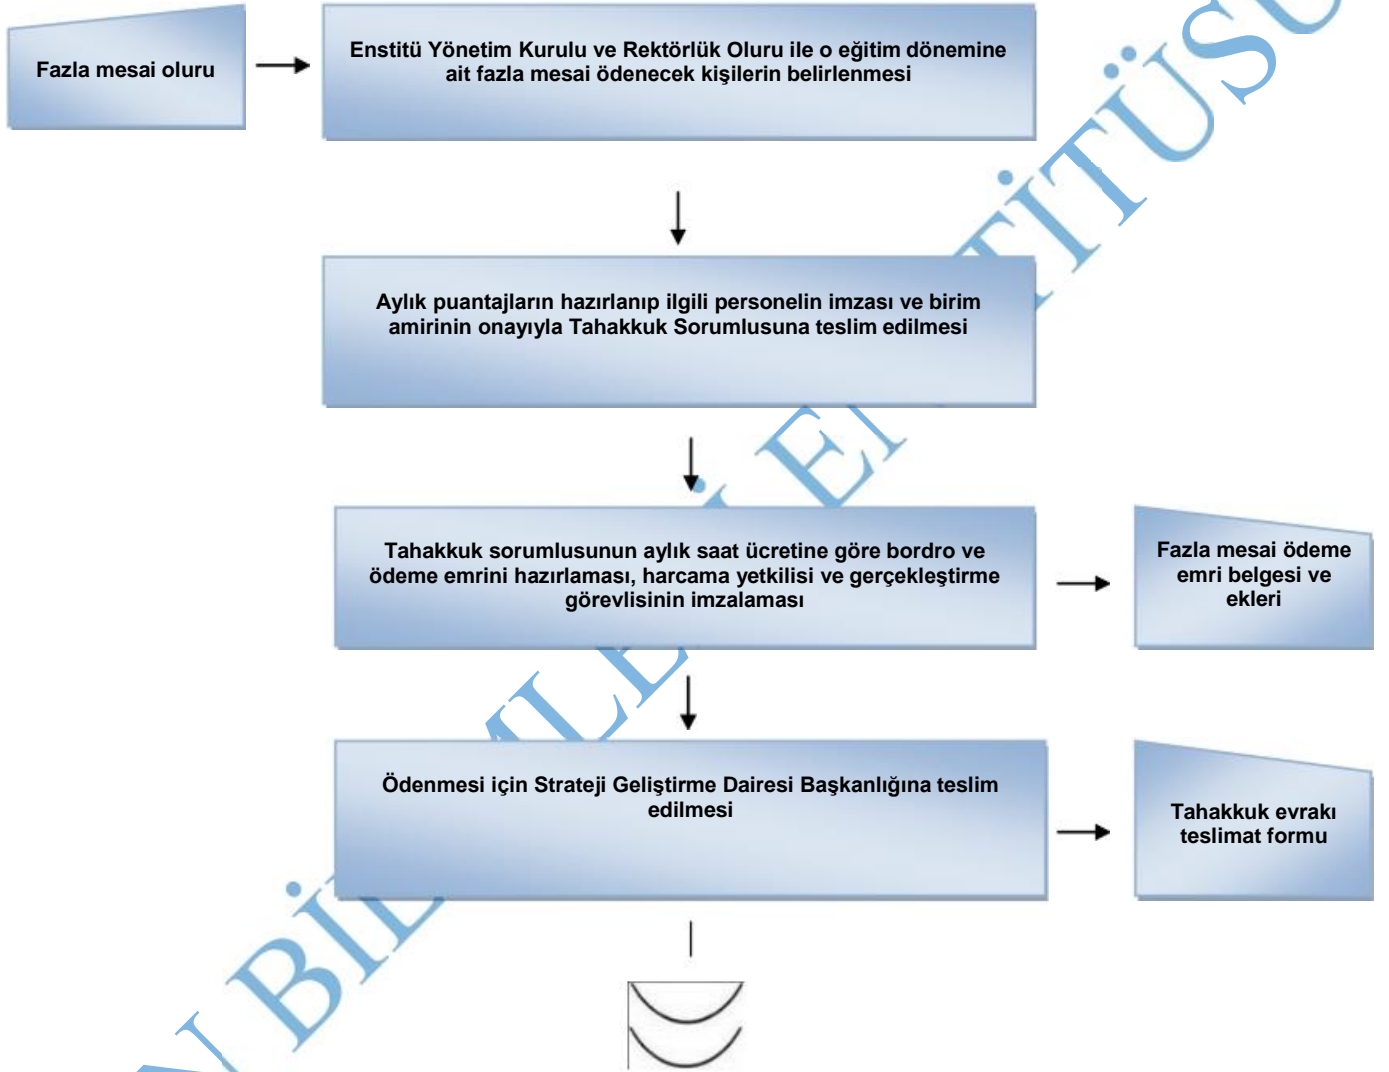 Fazla mesai oluru
Enstitü Yönetim Kurulu ve Rektörlük Oluru ile o eğitim dönemine
ait fazla mesai ödenecek kişilerin belirlenmesi
Aylık puantajların hazırlanıp ilgili personelin imzası ve birim
amirinin onayıyla Tahakkuk Sorumlusuna teslim edilmesi
Tahakkuk sorumlusunun aylık saat ücretine göre bordro ve
ödeme emrini hazırlaması, harcama yetkilisi ve gerçekleştirme
görevlisinin imzalaması
Fazla mesai ödeme
emri belgesi ve
ekleri
Ödenmesi için Strateji Geliştirme Dairesi Başkanlığına teslim
edilmesi
Tahakkuk evrakı
teslimat formu